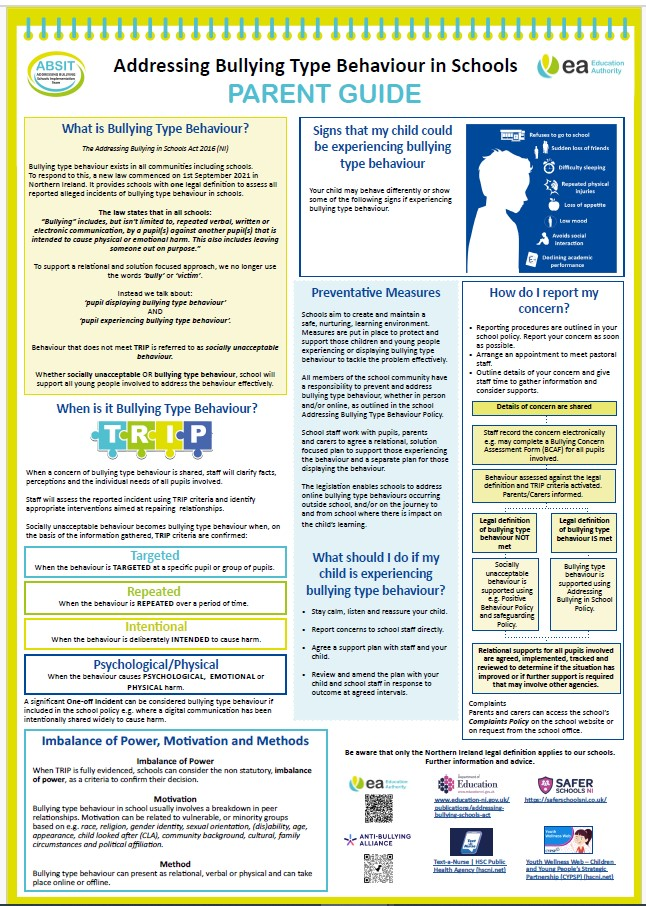 ABSIT
ADDRESSING BULLYING
Schools Implementation
Team
Addressing Bullying Type Behaviour in Schools
PARENT GUIDE
ea Education
Authority
What is Bullying Type Behaviour?
The Addressing Bullying in Schools Act 2016 (NI)
Bullying type behaviour exists in all communities including schools.
To respond to this, a new law commenced on 1st September 2021 in
Northern Ireland. It provides schools with one legal definition to assess all
reported alleged incidents of bullying type behaviour in schools.
The law states that in all schools:
"Bullying" includes, but isn't limited to, repeated verbal, written or
electronic communication, by a pupil(s) against another pupil(s) that is
intended to cause physical or emotional harm. This also includes leaving
someone out on purpose."
To support a relational and solution focused approach, we no longer use
the words 'bully' or 'victim'.
Instead we talk about:
'pupil displaying bullying type behaviour'
AND
'pupil experiencing bullying type behaviour'.
Behaviour that does not meet TRIP is referred to as socially unacceptable
behaviour.
Whether socially unacceptable OR bullying type behaviour, school will
support all young people involved to address the behaviour effectively.
When is it Bullying Type Behaviour?
TRIP
When a concern of bullying type behaviour is shared, staff will clarify facts,
perceptions and the individual needs of all pupils involved.
Staff will assess the reported incident using TRIP criteria and identify
appropriate interventions aimed at repairing relationships.
Socially unacceptable behaviour becomes bullying type behaviour when, on
the basis of the information gathered, TRIP criteria are confirmed:
Targeted
When the behaviour is TARGETED at a specific pupil or group of pupils.
Repeated
When the behaviour is REPEATED over a period of time.
Intentional
When the behaviour is deliberately INTENDED to cause harm.
Psychological/Physical
When the behaviour causes PSYCHOLOGICAL, EMOTIONAL or
PHYSICAL harm.
A significant One-off Incident can be considered bullying type behaviour if
included in the school policy e.g. where a digital communication has been
intentionally shared widely to cause harm.
Signs that my child could
be experiencing bullying
type behaviour
Your child may behave differently or show
some of the following signs if experiencing
bullying type behaviour.
Refuses to go to school
Sudden loss of friends
Difficulty sleeping
Repeated physical
injuries
Loss of appetite
Low mood
Avoids social
interaction
Declining academic
performance
Preventative Measures
Schools aim to create and maintain a
safe, nurturing, learning environment.
Measures are put in place to protect and
support those children and young people
experiencing or displaying bullying type
behaviour to tackle the problem effectively.
All members of the school community have
a responsibility to prevent and address
bullying type behaviour, whether in person
and/or online, as outlined in the school
Addressing Bullying Type Behaviour Policy.
School staff work with pupils, parents
and carers to agree a relational, solution
focused plan to support those experiencing
the behaviour and a separate plan for those
displaying the behaviour.
The legislation enables schools to address
online bullying type behaviours occurring
outside school, and/or on the journey to
and from school where there is impact on
the child's learning.
What should I do if my
child is experiencing
bullying type behaviour?
• Stay calm, listen and reassure your child.
• Report concerns to school staff directly.
• Agree a support plan with staff and your
child.
• Review and amend the plan with your
child and school staff in response to
outcome at agreed intervals.
How do I report my
concern?
• Reporting procedures are outlined in your
school policy. Report your concern as soon
as possible.
• Arrange an appointment to meet pastoral
staff.
• Outline details of your concern and give
staff time to gather information and
consider supports.
Details of concern are shared
Staff record the concern electronically
e.g. may complete a Bullying Concern
Assessment Form (BCAF) for all pupils
involved.
Behaviour assessed against the legal
definition and TRIP criteria activated.
Parents/Carers informed.
Legal definition
of bullying type
behaviour NOT
met
Legal definition
of bullying type
behaviour IS met
Socially
unacceptable
behaviour is
supported using
e.g. Positive
Behaviour Policy
and safeguarding
Policy.
Bullying type
behaviour is
supported using
Addressing
Bullying in School
Policy.
Relational supports for all pupils involved
are agreed, implemented, tracked and
reviewed to determine if the situation has
improved or if further support is required
that may involve other agencies.
Complaints
Parents and carers can access the school's
Complaints Policy on the school website or
on request from the school office.
Imbalance of Power, Motivation and Methods
Imbalance of Power
When TRIP is fully evidenced, schools can consider the non statutory, imbalance
of power, as a criteria to confirm their decision.
Motivation
Bullying type behaviour in school usually involves a breakdown in peer
relationships. Motivation can be related to vulnerable, or minority groups
based on e.g. race, religion, gender identity, sexual orientation, (dis)ability, age,
appearance, child looked after (CLA), community background, cultural, family
circumstances and political affiliation.
Method
Bullying type behaviour can present as relational, verbal or physical and can take
place online or offline.
Be aware that only the Northern Ireland legal definition applies to our schools.
Further information and advice.
ea Education
Authority
Department of
Education
www.education-ni.gov.uk/
publications/addressing-
bullying-schools-act
SAFER
SCHOOLS NI
https://saferschoolsni.co.uk/
ANTI-BULLYING
ALLIANCE
Text-a-Nurse | HSC Public
Health Agency (hscni.net)
Youth
Wellness Web
Youth Wellness Web – Children
and Young People's Strategic
Partnership (CYPSP) (hscni.net)